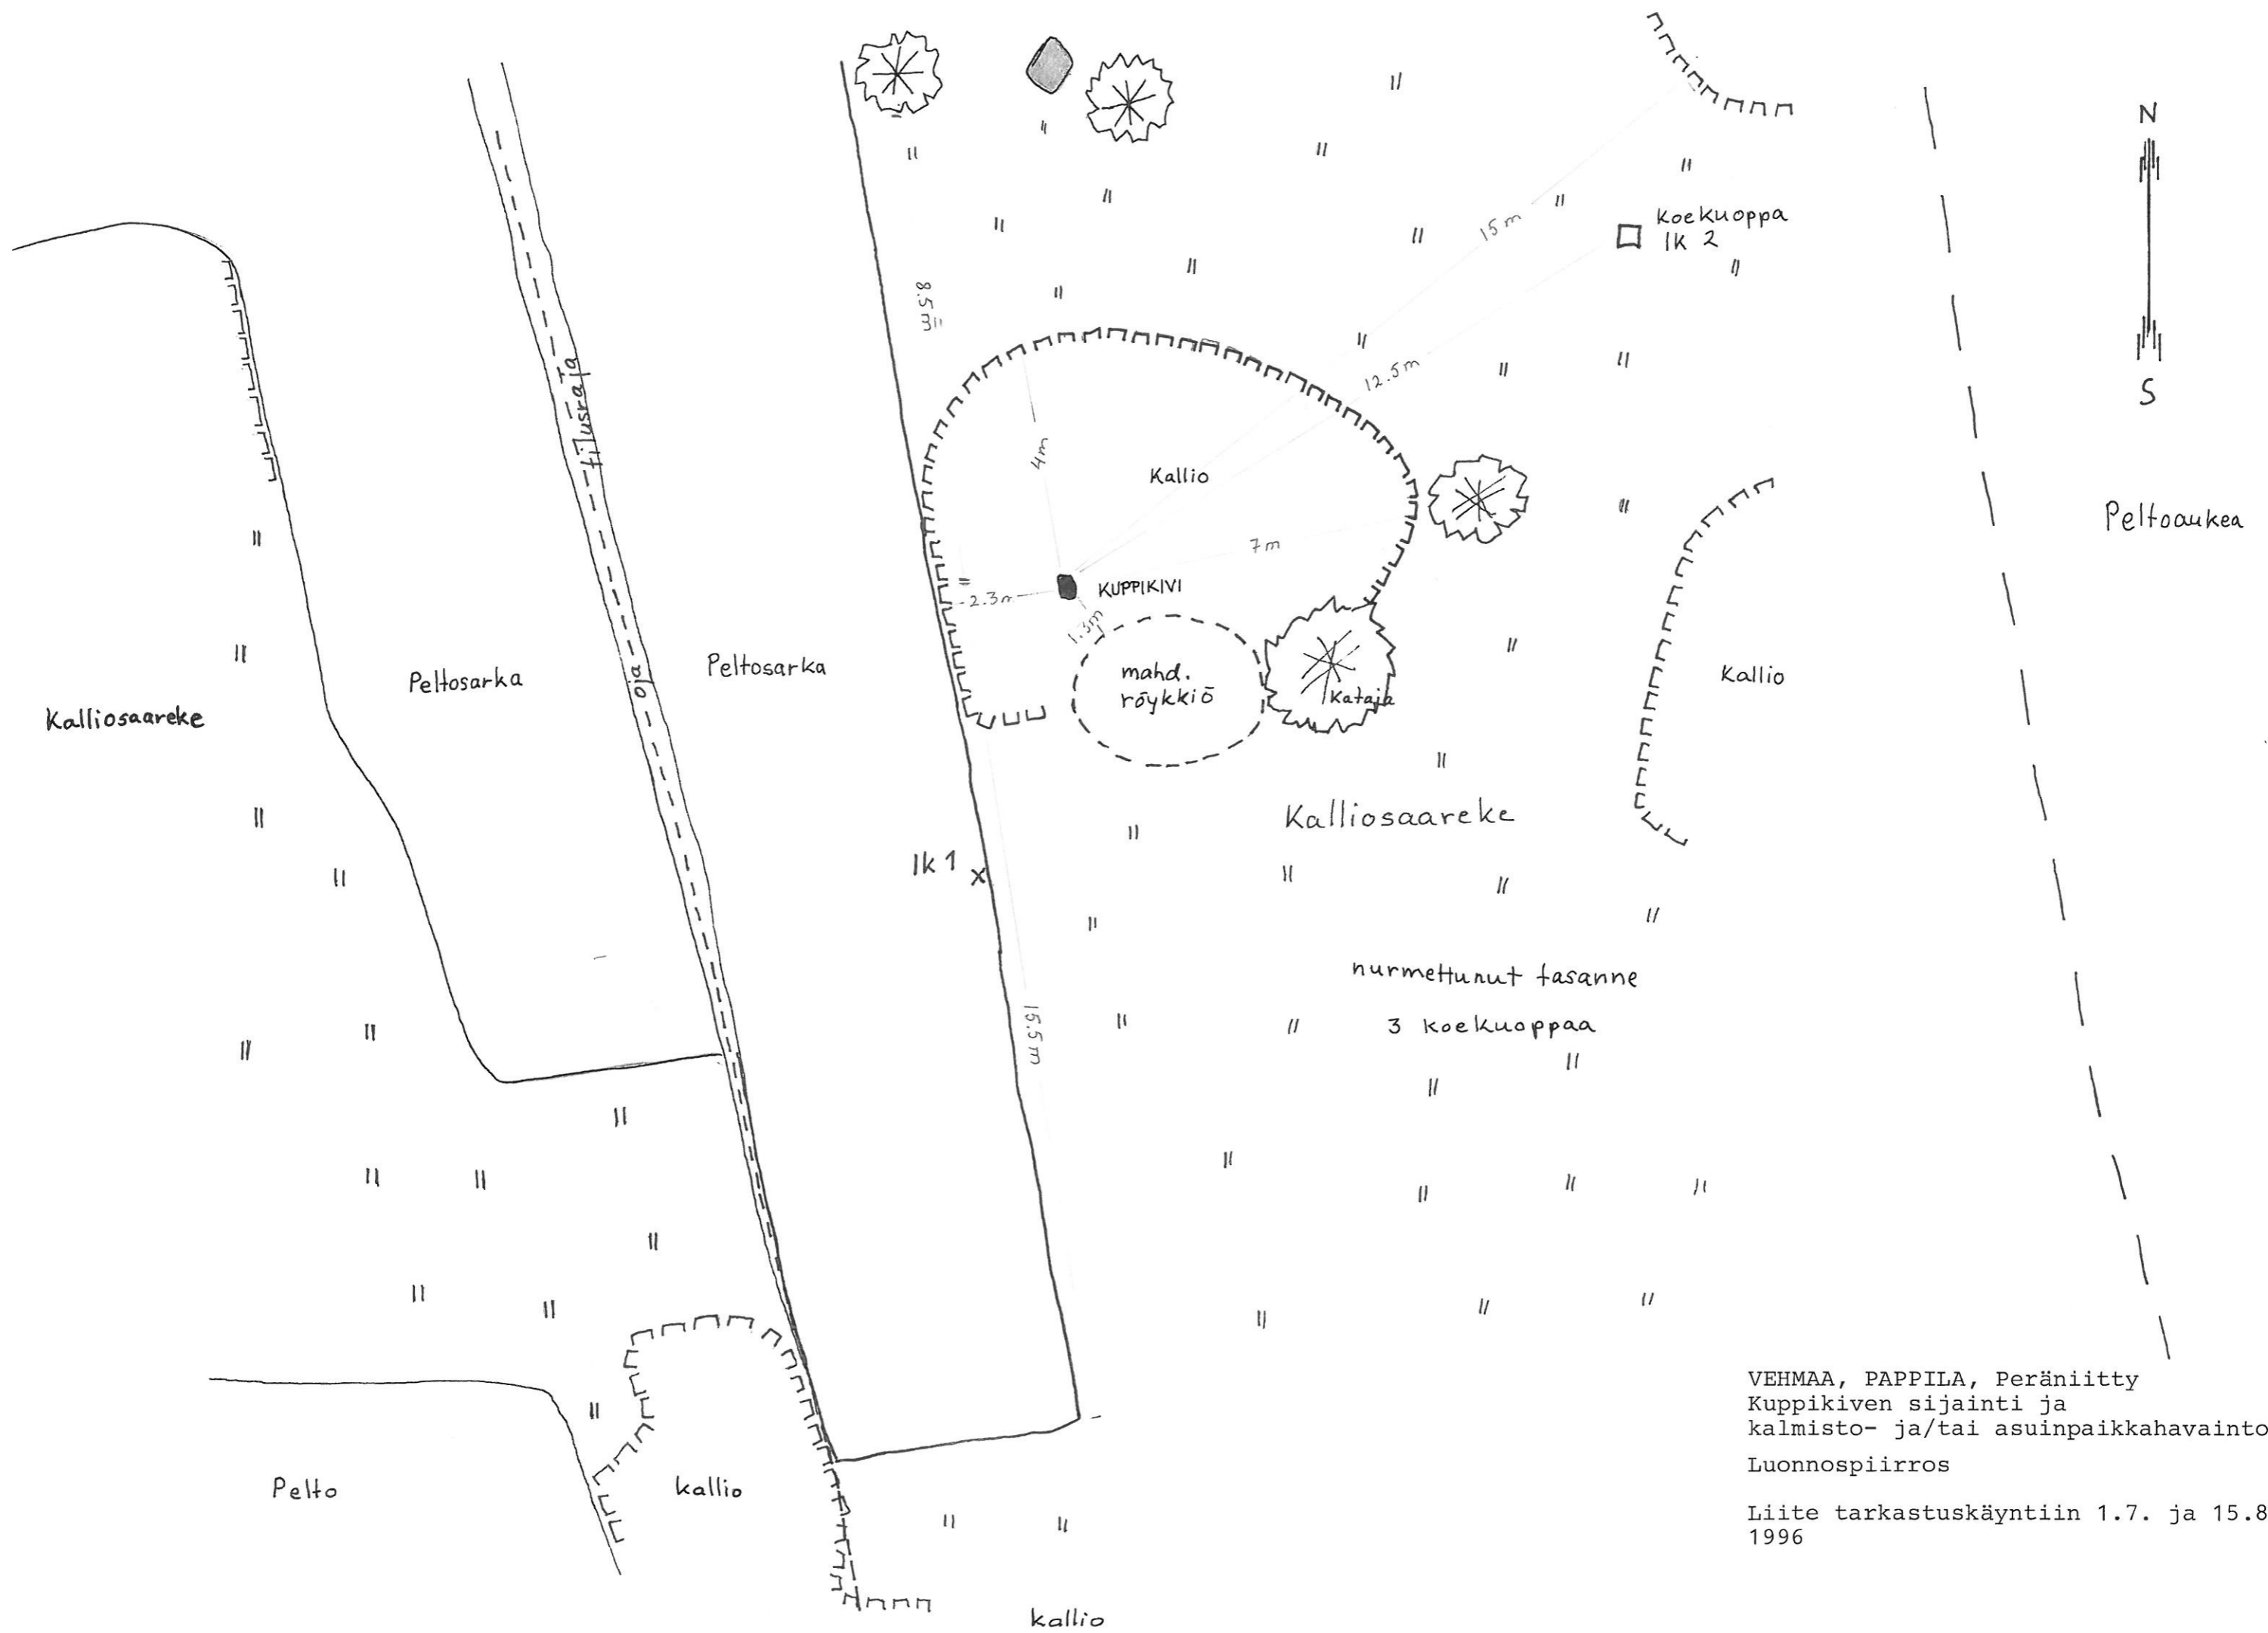 N
Koekuoppa
IK 2
15 m
8.5 m
tilusraja
12.5 m
S
4m
Kallio
Peltoaukea
7 m
KUPPIKIVI
2.3m
1.3m
Peltosarka
oja
Peltosarka
mahd.
röykkiö
Kataja
Kallio
Kalliosaareke
Kalliosaareke
IK 1
x
nurmettunut tasanne
3 koekuoppaa
15.5 m
VEHMAA, PAPPILA, Peräniitty
Kuppikiven sijainti ja
kalmisto- ja/tai asuinpaikkahavainto
Luonnospiirros
Liite tarkastuskäyntiin 1.7. ja 15.8
1996
Pelto
kallio
kallio